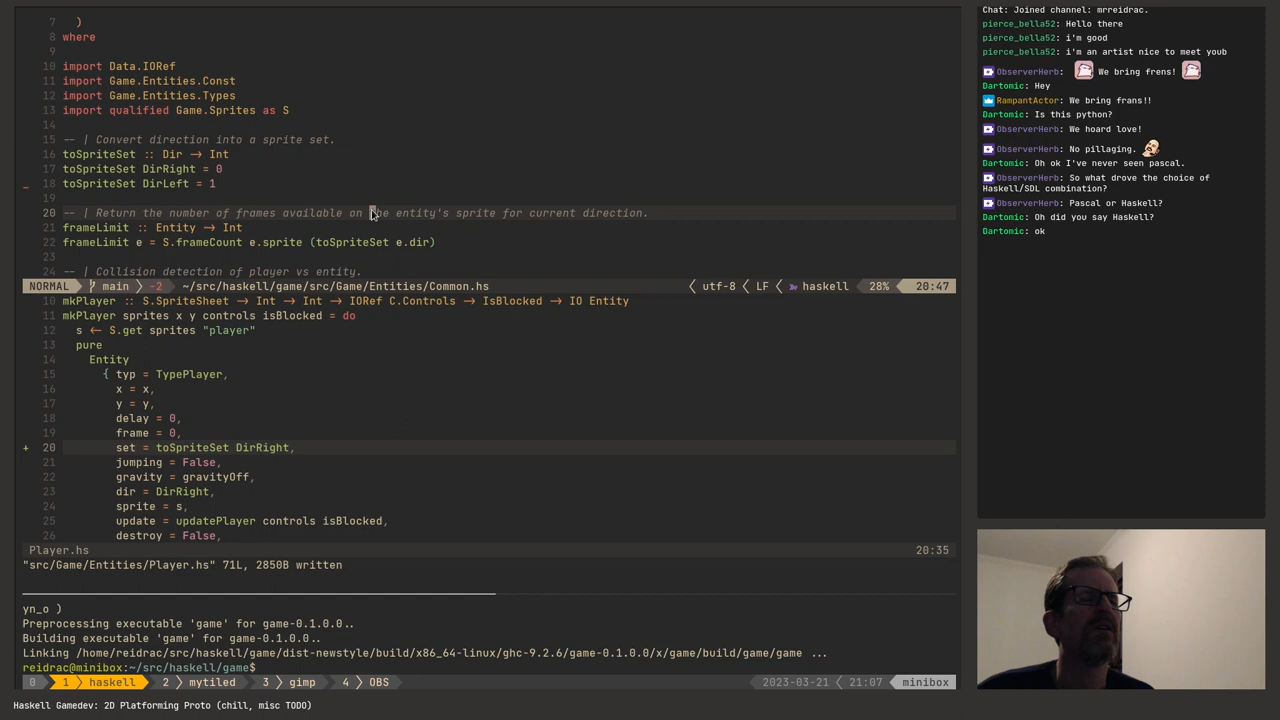 7   )
8 where
9
10 import Data.IORef
11 import Game.Entities.Const
12 import Game.Entities.Types
13 import qualified Game.Sprites as S
14
15 -- | Convert direction into a sprite set.
16 toSpriteSet :: Dir -> Int
17 toSpriteSet DirRight = 0
_ 18 toSpriteSet DirLeft = 1
19
20 -- | Return the number of frames available on the entity's sprite for current direction.
21 frameLimit :: Entity -> Int
22 frameLimit e = S.frameCount e.sprite (toSpriteSet e.dir)
23
24 -- | Collision detection of player vs entity.
NORMAL main -2 ~/src/haskell/game/src/Game/Entities/Common.hs utf-8 LF haskell 28% 20:47
10 mkPlayer :: S.SpriteSheet -> Int -> Int -> IORef C.Controls -> IsBlocked -> IO Entity
11 mkPlayer sprites x y controls isBlocked = do
12   s <- S.get sprites "player"
13   pure
14     Entity
15       { typ = TypePlayer,
16         x = x,
17         y = y,
18         delay = 0,
19         frame = 0,
+ 20         set = toSpriteSet DirRight,
21         jumping = False,
22         gravity = gravityOff,
23         dir = DirRight,
24         sprite = s,
25         update = updatePlayer controls isBlocked,
26         destroy = False,
Player.hs 20:35
"src/Game/Entities/Player.hs" 71L, 2850B written
yn_o )
Preprocessing executable 'game' for game-0.1.0.0..
Building executable 'game' for game-0.1.0.0..
Linking /home/reidrac/src/haskell/game/dist-newstyle/build/x86_64-linux/ghc-9.2.6/game-0.1.0.0/x/game/build/game/game ...
reidrac@minibox:~/src/haskell/game$
0 1 haskell 2 mytiled 3 gimp 4 OBS 2023-03-21 21:07 minibox
Haskell Gamedev: 2D Platforming Proto (chill, misc TODO)
Chat: Joined channel: mrreidrac.
pierce_bella52: Hello there
pierce_bella52: i'm good
pierce_bella52: i'm an artist nice to meet youb
ObserverHerb: We bring frens!
Dartomic: Hey
RampantActor: We bring frans!!
Dartomic: Is this python?
ObserverHerb: We hoard love!
ObserverHerb: No pillaging.
Dartomic: Oh ok I've never seen pascal.
ObserverHerb: So what drove the choice of
Haskell/SDL combination?
ObserverHerb: Pascal or Haskell?
Dartomic: Oh did you say Haskell?
Dartomic: ok